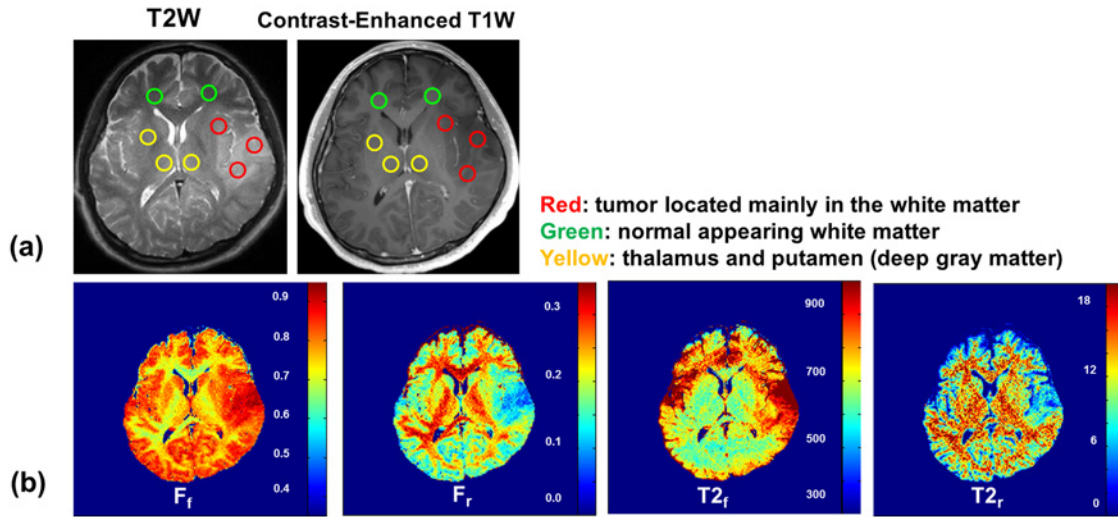 T2W
Contrast-Enhanced T1W
(a)
Red: tumor located mainly in the white matter
Green: normal appearing white matter
Yellow: thalamus and putamen (deep gray matter)
(b)
0.9
0.8
0.7
0.6
0.5
0.4
Ff
0.3
0.2
0.1
0.0
Fr
900
700
500
300
T2f
18
12
6
0
T2r